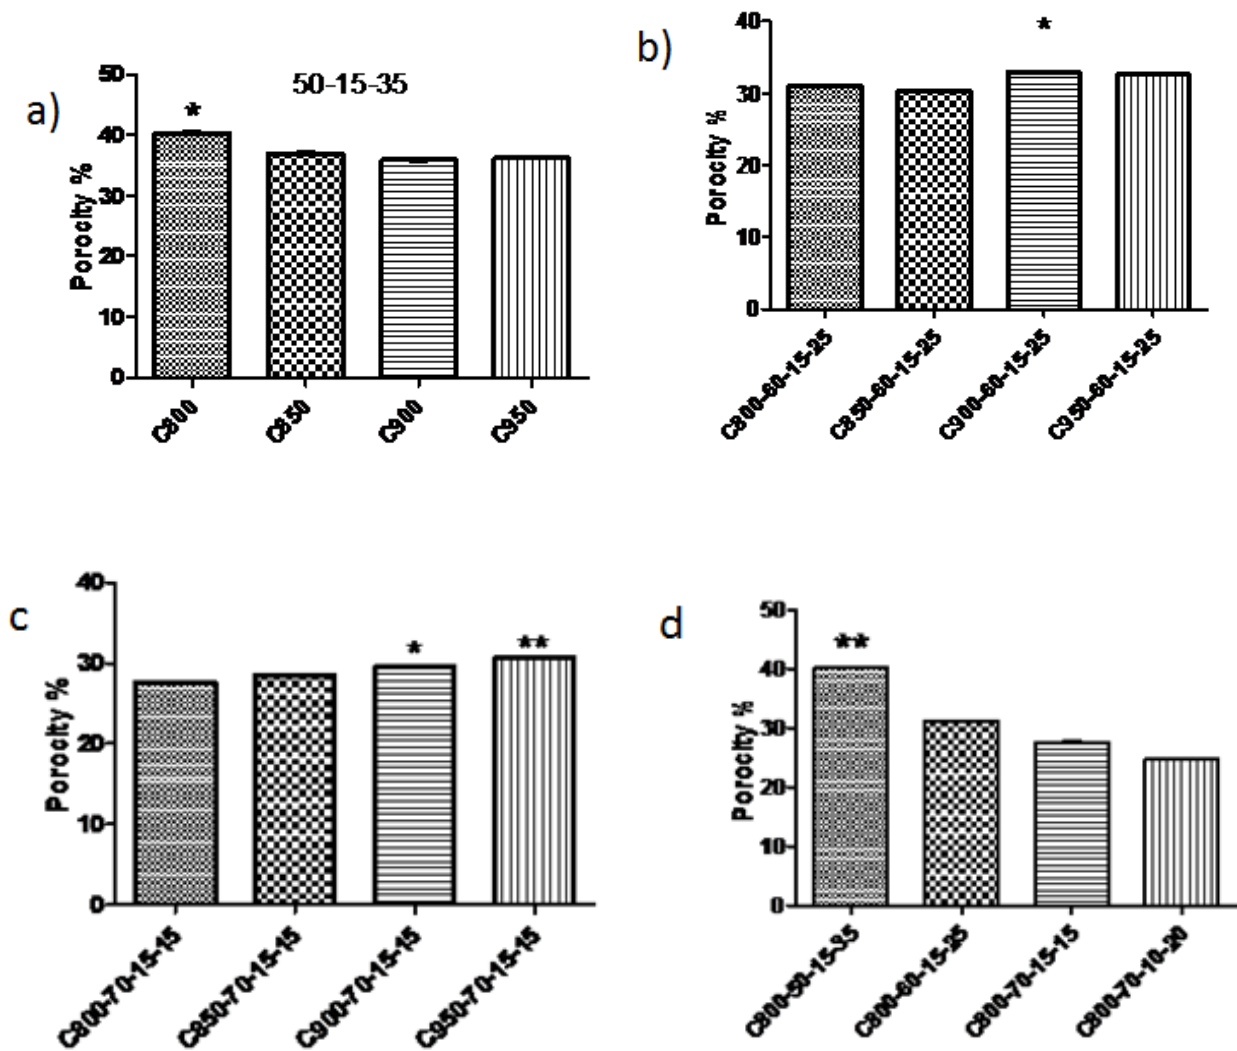 a)
50-15-35
Porocity %
50
40
30
20
10
0
*
C800
C850
C900
C950
b)
Porocity %
40
30
20
10
0
*
C800-60-15-25
C850-60-15-25
C900-60-15-25
C950-60-15-25
c
Porocity %
40
30
20
10
0
*
**
C800-70-15-15
C850-70-15-15
C900-70-15-15
C950-70-15-15
d
Porocity %
50
40
30
20
10
0
**
C800-50-15-35
C800-60-15-25
C800-70-15-15
C800-70-10-20